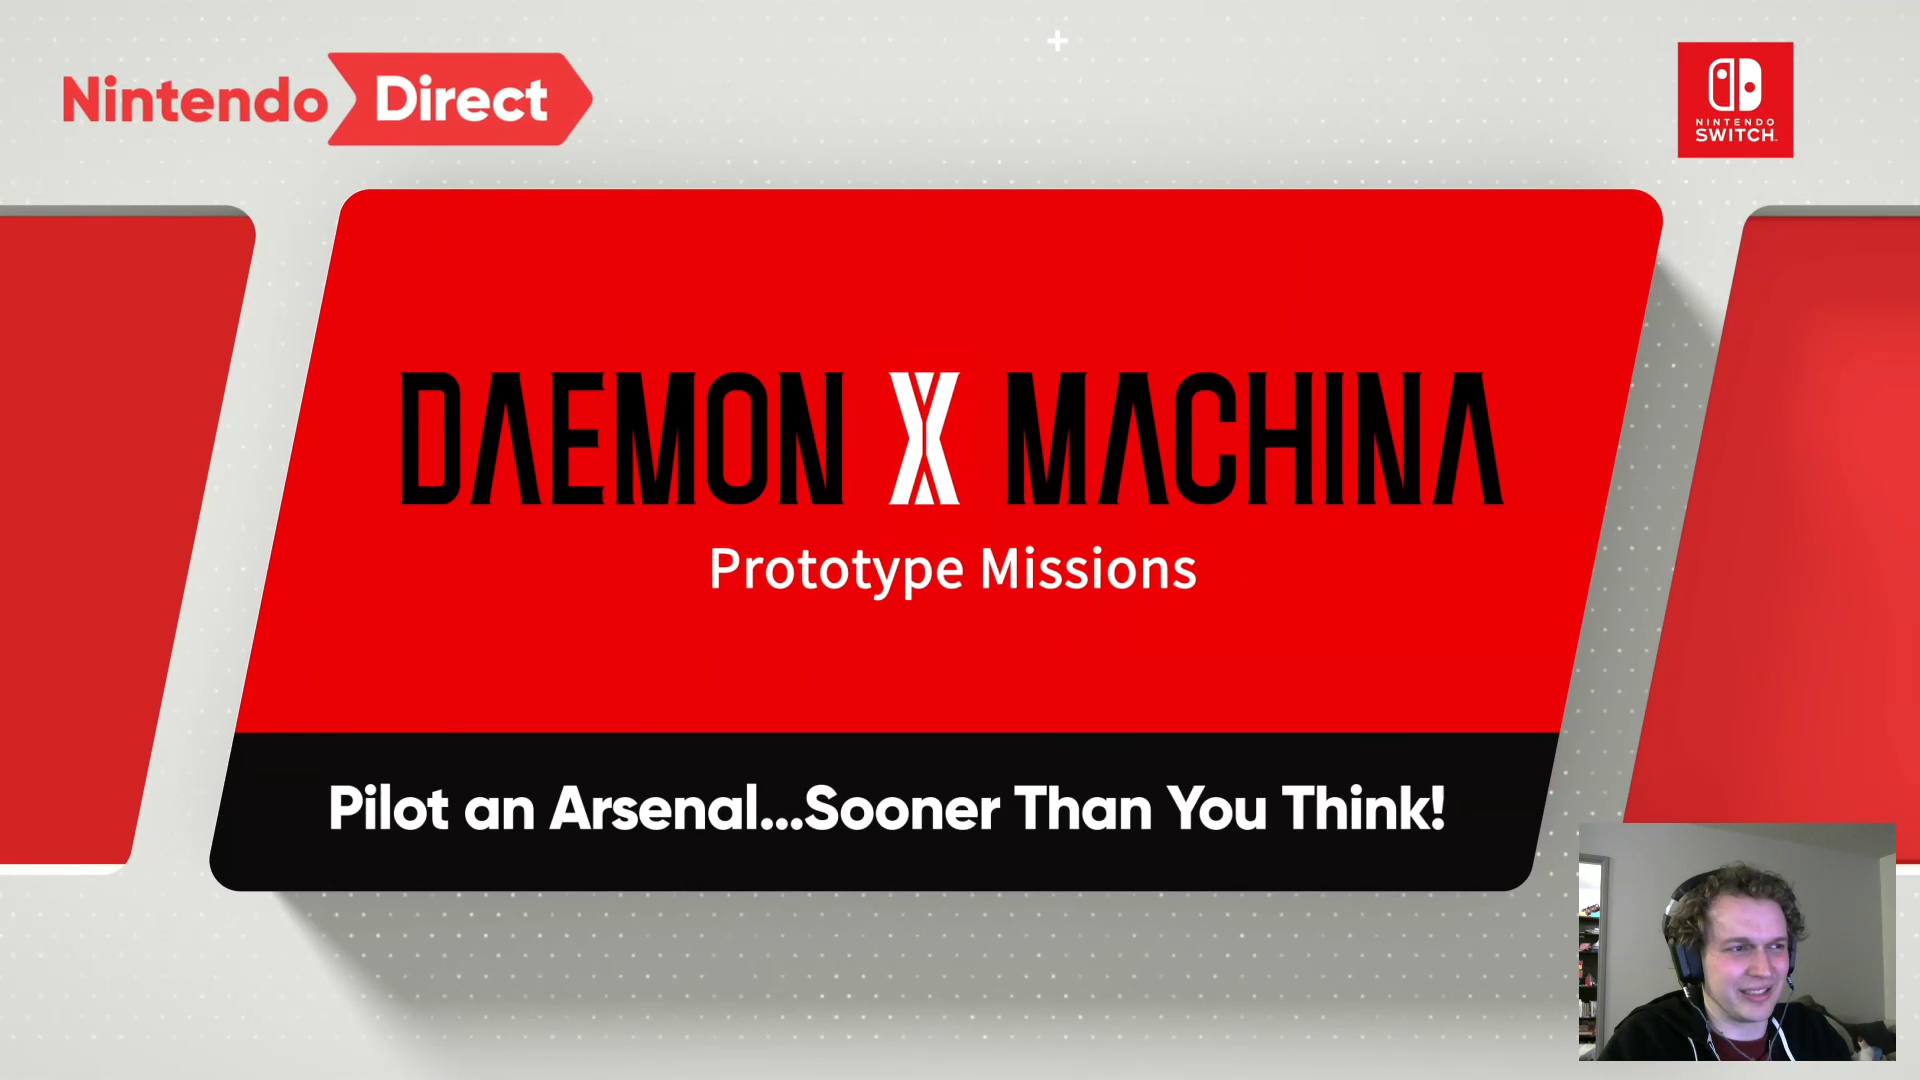 Nintendo Direct
NINTENDO
SWITCH
DAEMON X MACHINA
Prototype Missions
Pilot an Arsenal...Sooner Than You Think!